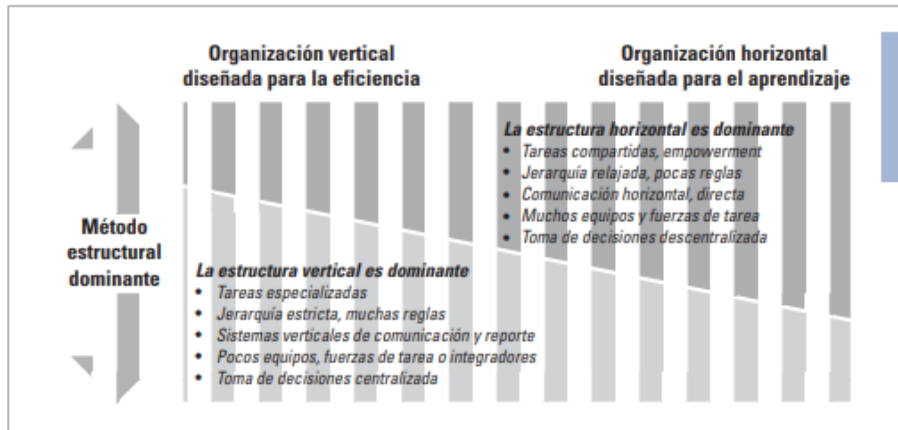 Organización vertical
diseñada para la eficiencia
Organización horizontal
diseñada para el aprendizaje
La estructura horizontal es dominante
• Tareas compartidas, empowerment
• Jerarquía relajada, pocas reglas
• Comunicación horizontal, directa
• Muchos equipos y fuerzas de tarea
• Toma de decisiones descentralizada
Método
estructural
dominante
La estructura vertical es dominante
• Tareas especializadas
• Jerarquía estricta, muchas reglas
• Sistemas verticales de comunicación y reporte
• Pocos equipos, fuerzas de tarea o integradores
• Toma de decisiones centralizada